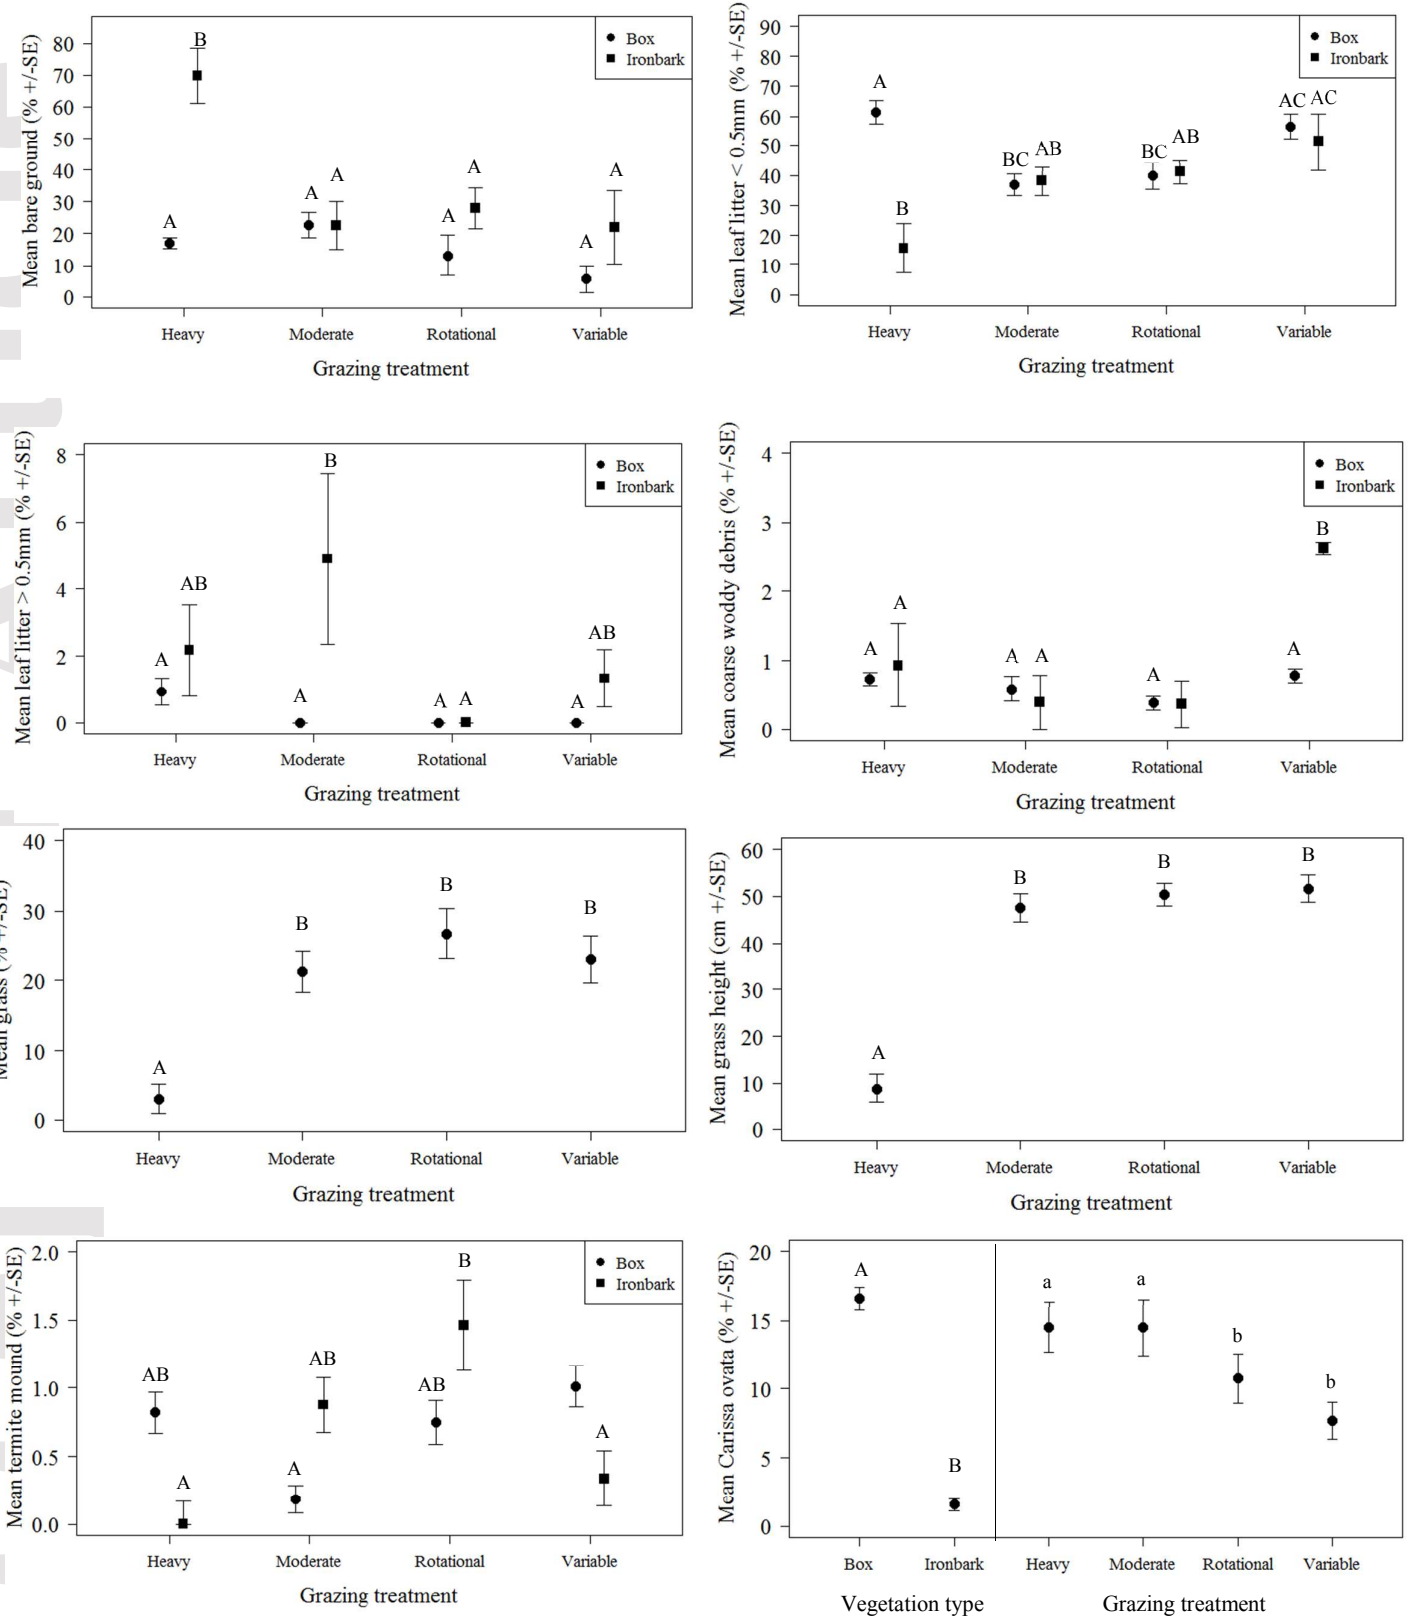 Mean bare ground (% +/-SE)
80
70
60
50
40
30
20
10
0
Box
Ironbark
A
B
A
A
A
A
A
A
Heavy
Moderate
Rotational
Variable
Grazing treatment
Mean leaf litter < 0.5mm (% +/-SE)
90
80
70
60
50
40
30
20
10
0
Box
Ironbark
A
B
BC
AB
BC
AB
AC
AC
Heavy
Moderate
Rotational
Variable
Grazing treatment
Mean leaf litter > 0.5mm (% +/-SE)
8
6
4
2
0
Box
Ironbark
A
AB
A
B
A
A
A
AB
Heavy
Moderate
Rotational
Variable
Grazing treatment
Mean coarse woddy debris (% +/-SE)
4
3
2
1
0
Box
Ironbark
A
A
A
A
A
A
B
Heavy
Moderate
Rotational
Variable
Grazing treatment
Mean grass (% +/-SE)
40
30
20
10
0
A
B
B
B
Heavy
Moderate
Rotational
Variable
Grazing treatment
Mean grass height (cm +/-SE)
60
50
40
30
20
10
0
A
B
B
B
Heavy
Moderate
Rotational
Variable
Grazing treatment
Mean termite mound (% +/-SE)
2.0
1.5
1.0
0.5
0.0
Box
Ironbark
AB
A
A
AB
AB
B
A
Heavy
Moderate
Rotational
Variable
Grazing treatment
Mean Carissa ovata (% +/-SE)
20
15
10
5
0
A
B
a
a
b
b
Box
Ironbark
Heavy
Moderate
Rotational
Variable
Vegetation type
Grazing treatment